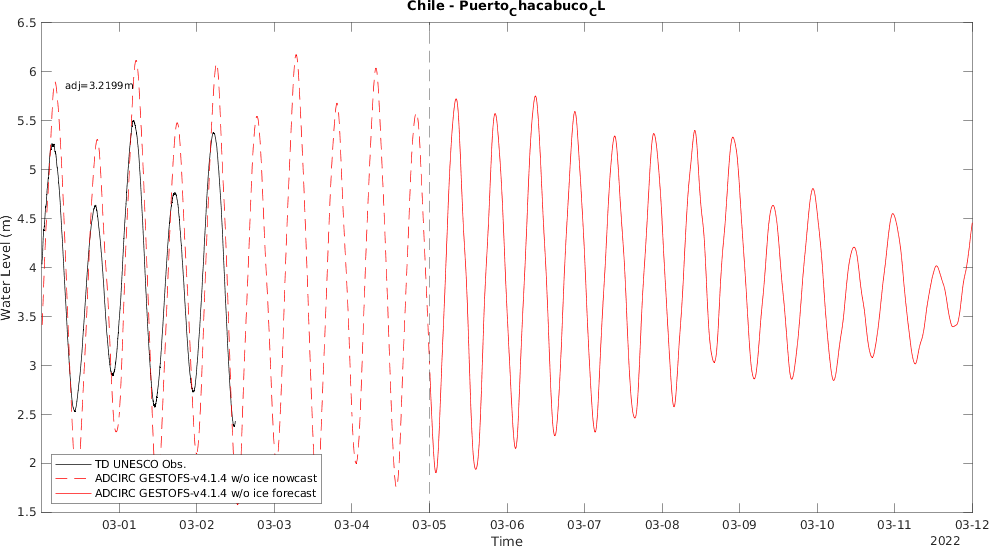 Chile - PuertoChacabucoCL
6.5
6
5.5
5
4.5
4
3.5
3
2.5
2
1.5
Water Level (m)
adj=3.2199m
TD UNESCO Obs.
ADCIRC GESTOFS-v4.1.4 w/o ice nowcast
ADCIRC GESTOFS-v4.1.4 w/o ice forecast
03-01 03-02 03-03 03-04 03-05 03-06 03-07 03-08 03-09 03-10 03-11 03-12
Time
2022